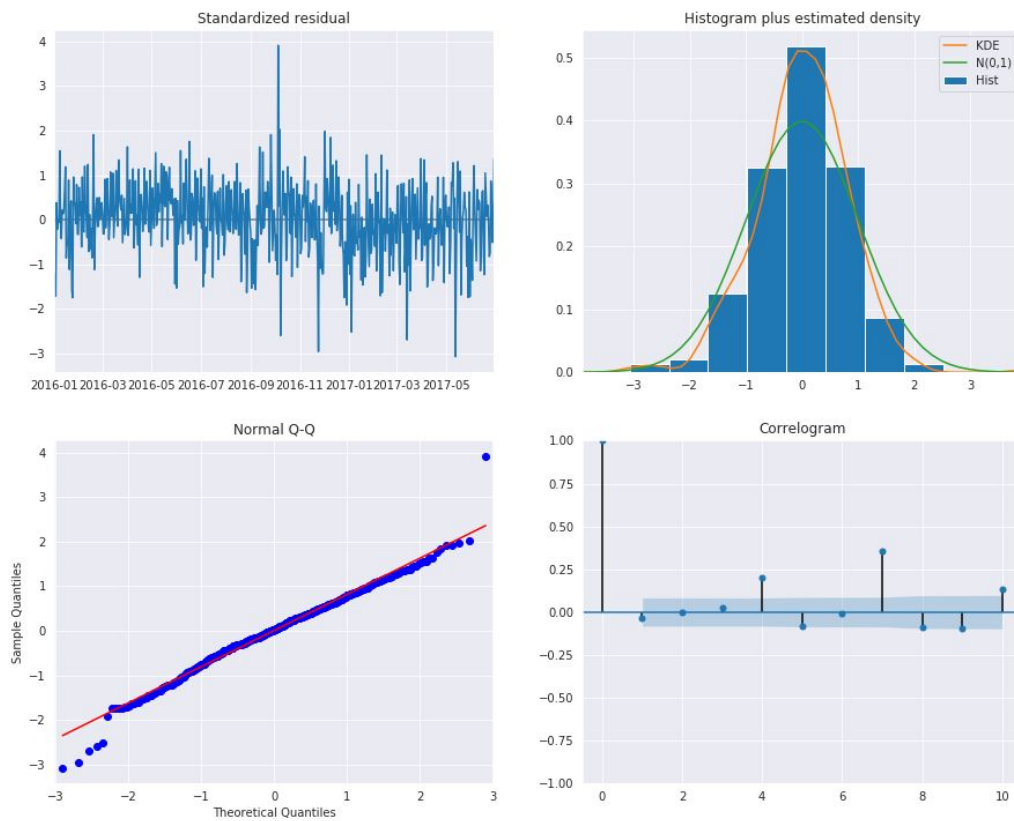 Standardized residual
4
3
2
1
0
−1
−2
−3
2016-01 2016-03 2016-05 2016-07 2016-09 2016-11 2017-01 2017-03 2017-05
Histogram plus estimated density
KDE
N(0,1)
Hist
0.5
0.4
0.3
0.2
0.1
0.0
−3 −2 −1 0 1 2 3
Normal Q-Q
Sample Quantiles
4
3
2
1
0
−1
−2
−3
−3 −2 −1 0 1 2 3
Theoretical Quantiles
Correlogram
1.00
0.75
0.50
0.25
0.00
−0.25
−0.50
−0.75
−1.00
0 2 4 6 8 10